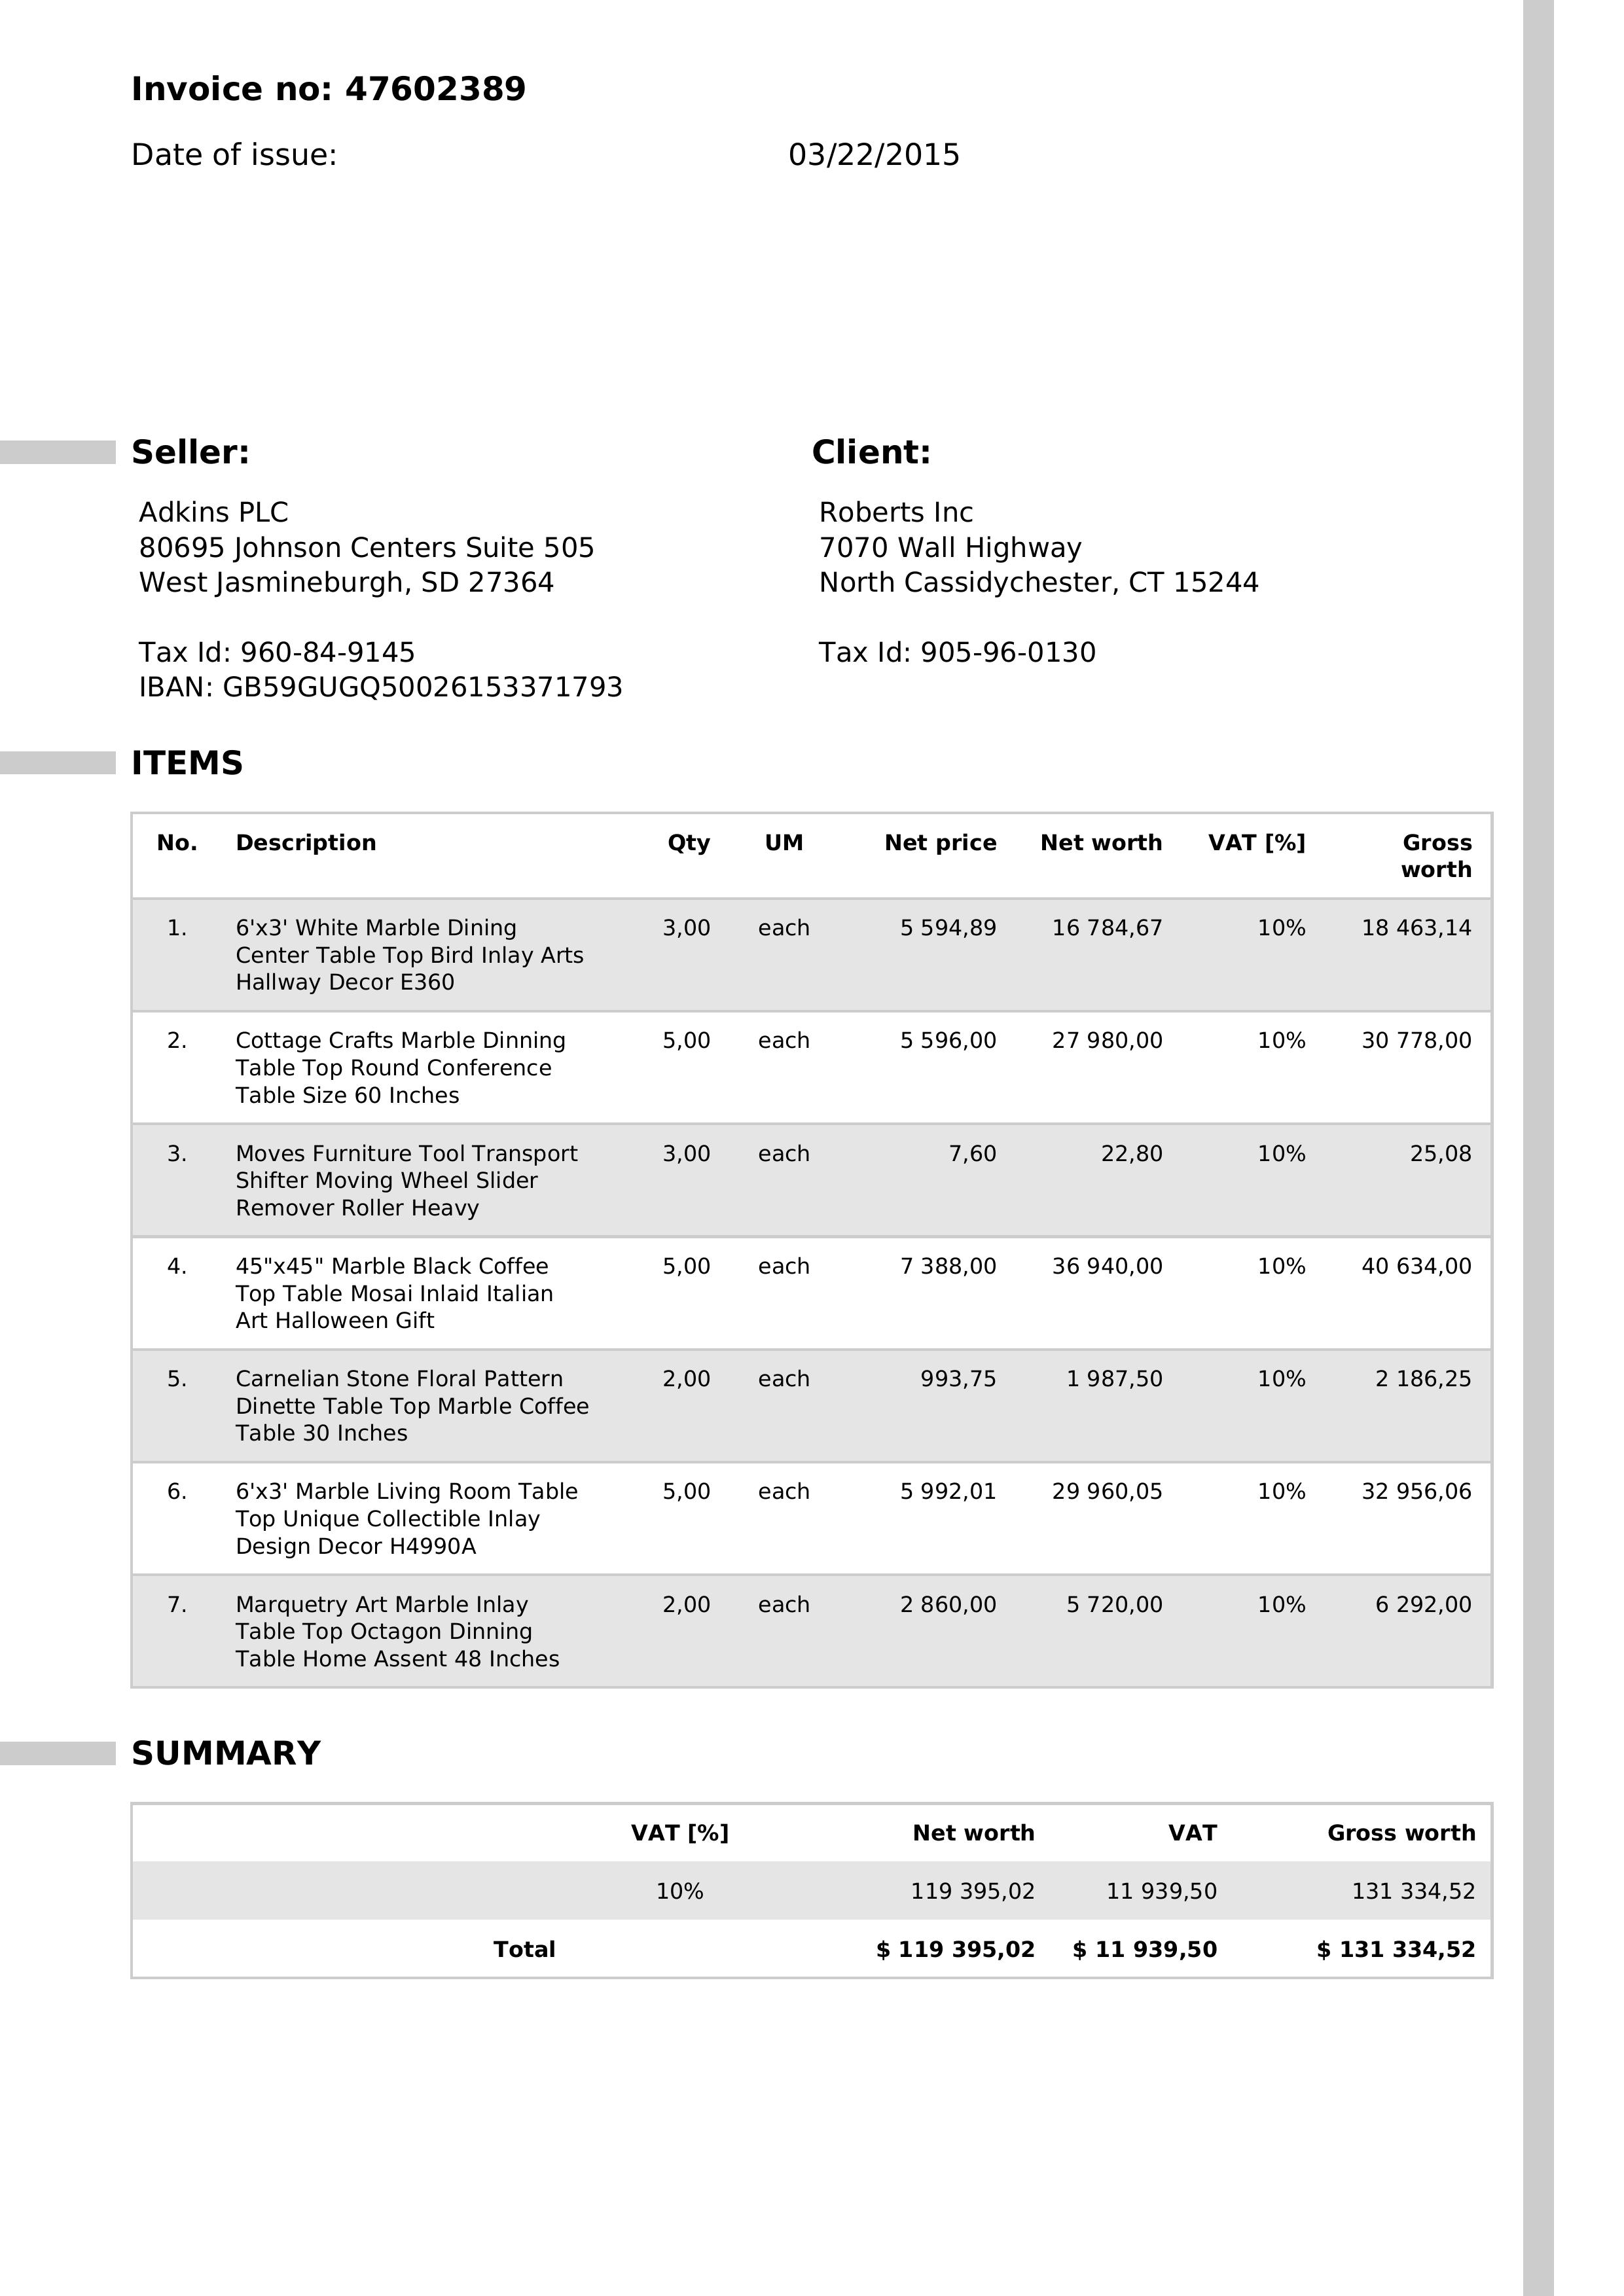 Invoice no: 47602389
Date of issue: 03/22/2015
Seller:
Adkins PLC
80695 Johnson Centers Suite 505
West Jasmineburgh, SD 27364
Tax Id: 960-84-9145
IBAN: GB59GUGQ50026153371793
Client:
Roberts Inc
7070 Wall Highway
North Cassidychester, CT 15244
Tax Id: 905-96-0130
ITEMS
No. Description Qty UM Net price Net worth VAT [%] Gross
worth
1. 6'x3' White Marble Dining 3,00 each 5 594,89 16 784,67 10% 18 463,14
Center Table Top Bird Inlay Arts
Hallway Decor E360
2. Cottage Crafts Marble Dinning 5,00 each 5 596,00 27 980,00 10% 30 778,00
Table Top Round Conference
Table Size 60 Inches
3. Moves Furniture Tool Transport 3,00 each 7,60 22,80 10% 25,08
Shifter Moving Wheel Slider
Remover Roller Heavy
4. 45"x45" Marble Black Coffee 5,00 each 7 388,00 36 940,00 10% 40 634,00
Top Table Mosai Inlaid Italian
Art Halloween Gift
5. Carnelian Stone Floral Pattern 2,00 each 993,75 1 987,50 10% 2 186,25
Dinette Table Top Marble Coffee
Table 30 Inches
6. 6'x3' Marble Living Room Table 5,00 each 5 992,01 29 960,05 10% 32 956,06
Top Unique Collectible Inlay
Design Decor H4990A
7. Marquetry Art Marble Inlay 2,00 each 2 860,00 5 720,00 10% 6 292,00
Table Top Octagon Dinning
Table Home Assent 48 Inches
SUMMARY
VAT [%] Net worth VAT Gross worth
10% 119 395,02 11 939,50 131 334,52
Total $ 119 395,02 $ 11 939,50 $ 131 334,52